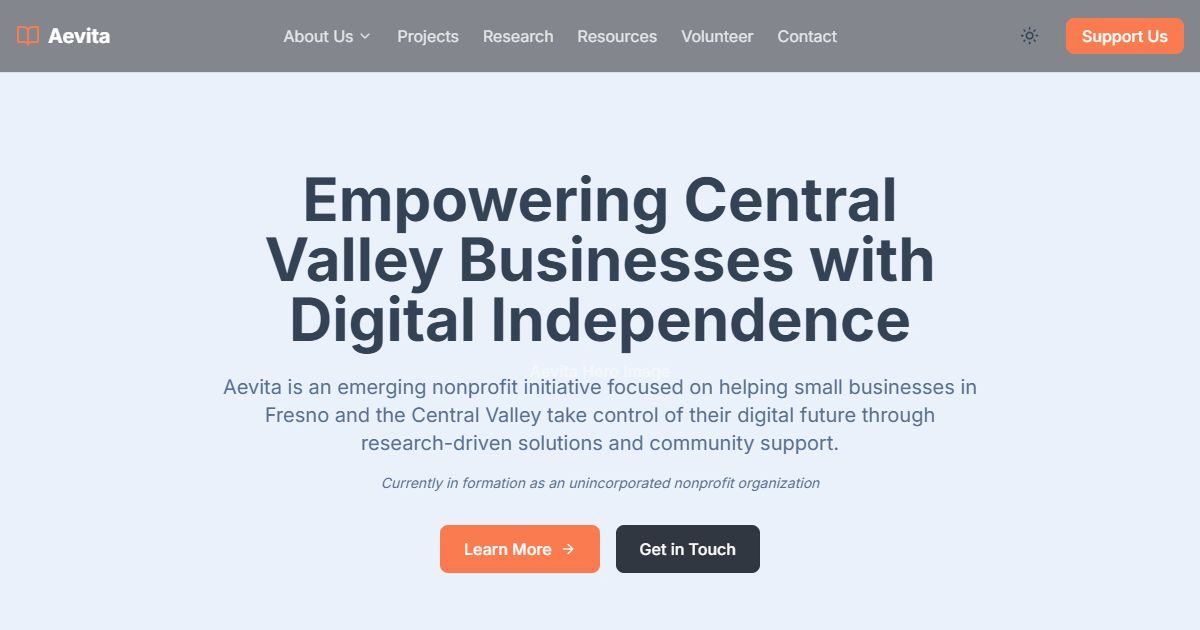 Aevita
About Us
Projects
Research
Resources
Volunteer
Contact
Support Us
Empowering Central
Valley Businesses with
Digital Independence
Aevita Hero Image
Aevita is an emerging nonprofit initiative focused on helping small businesses in
Fresno and the Central Valley take control of their digital future through
research-driven solutions and community support.
Currently in formation as an unincorporated nonprofit organization
Learn More
Get in Touch